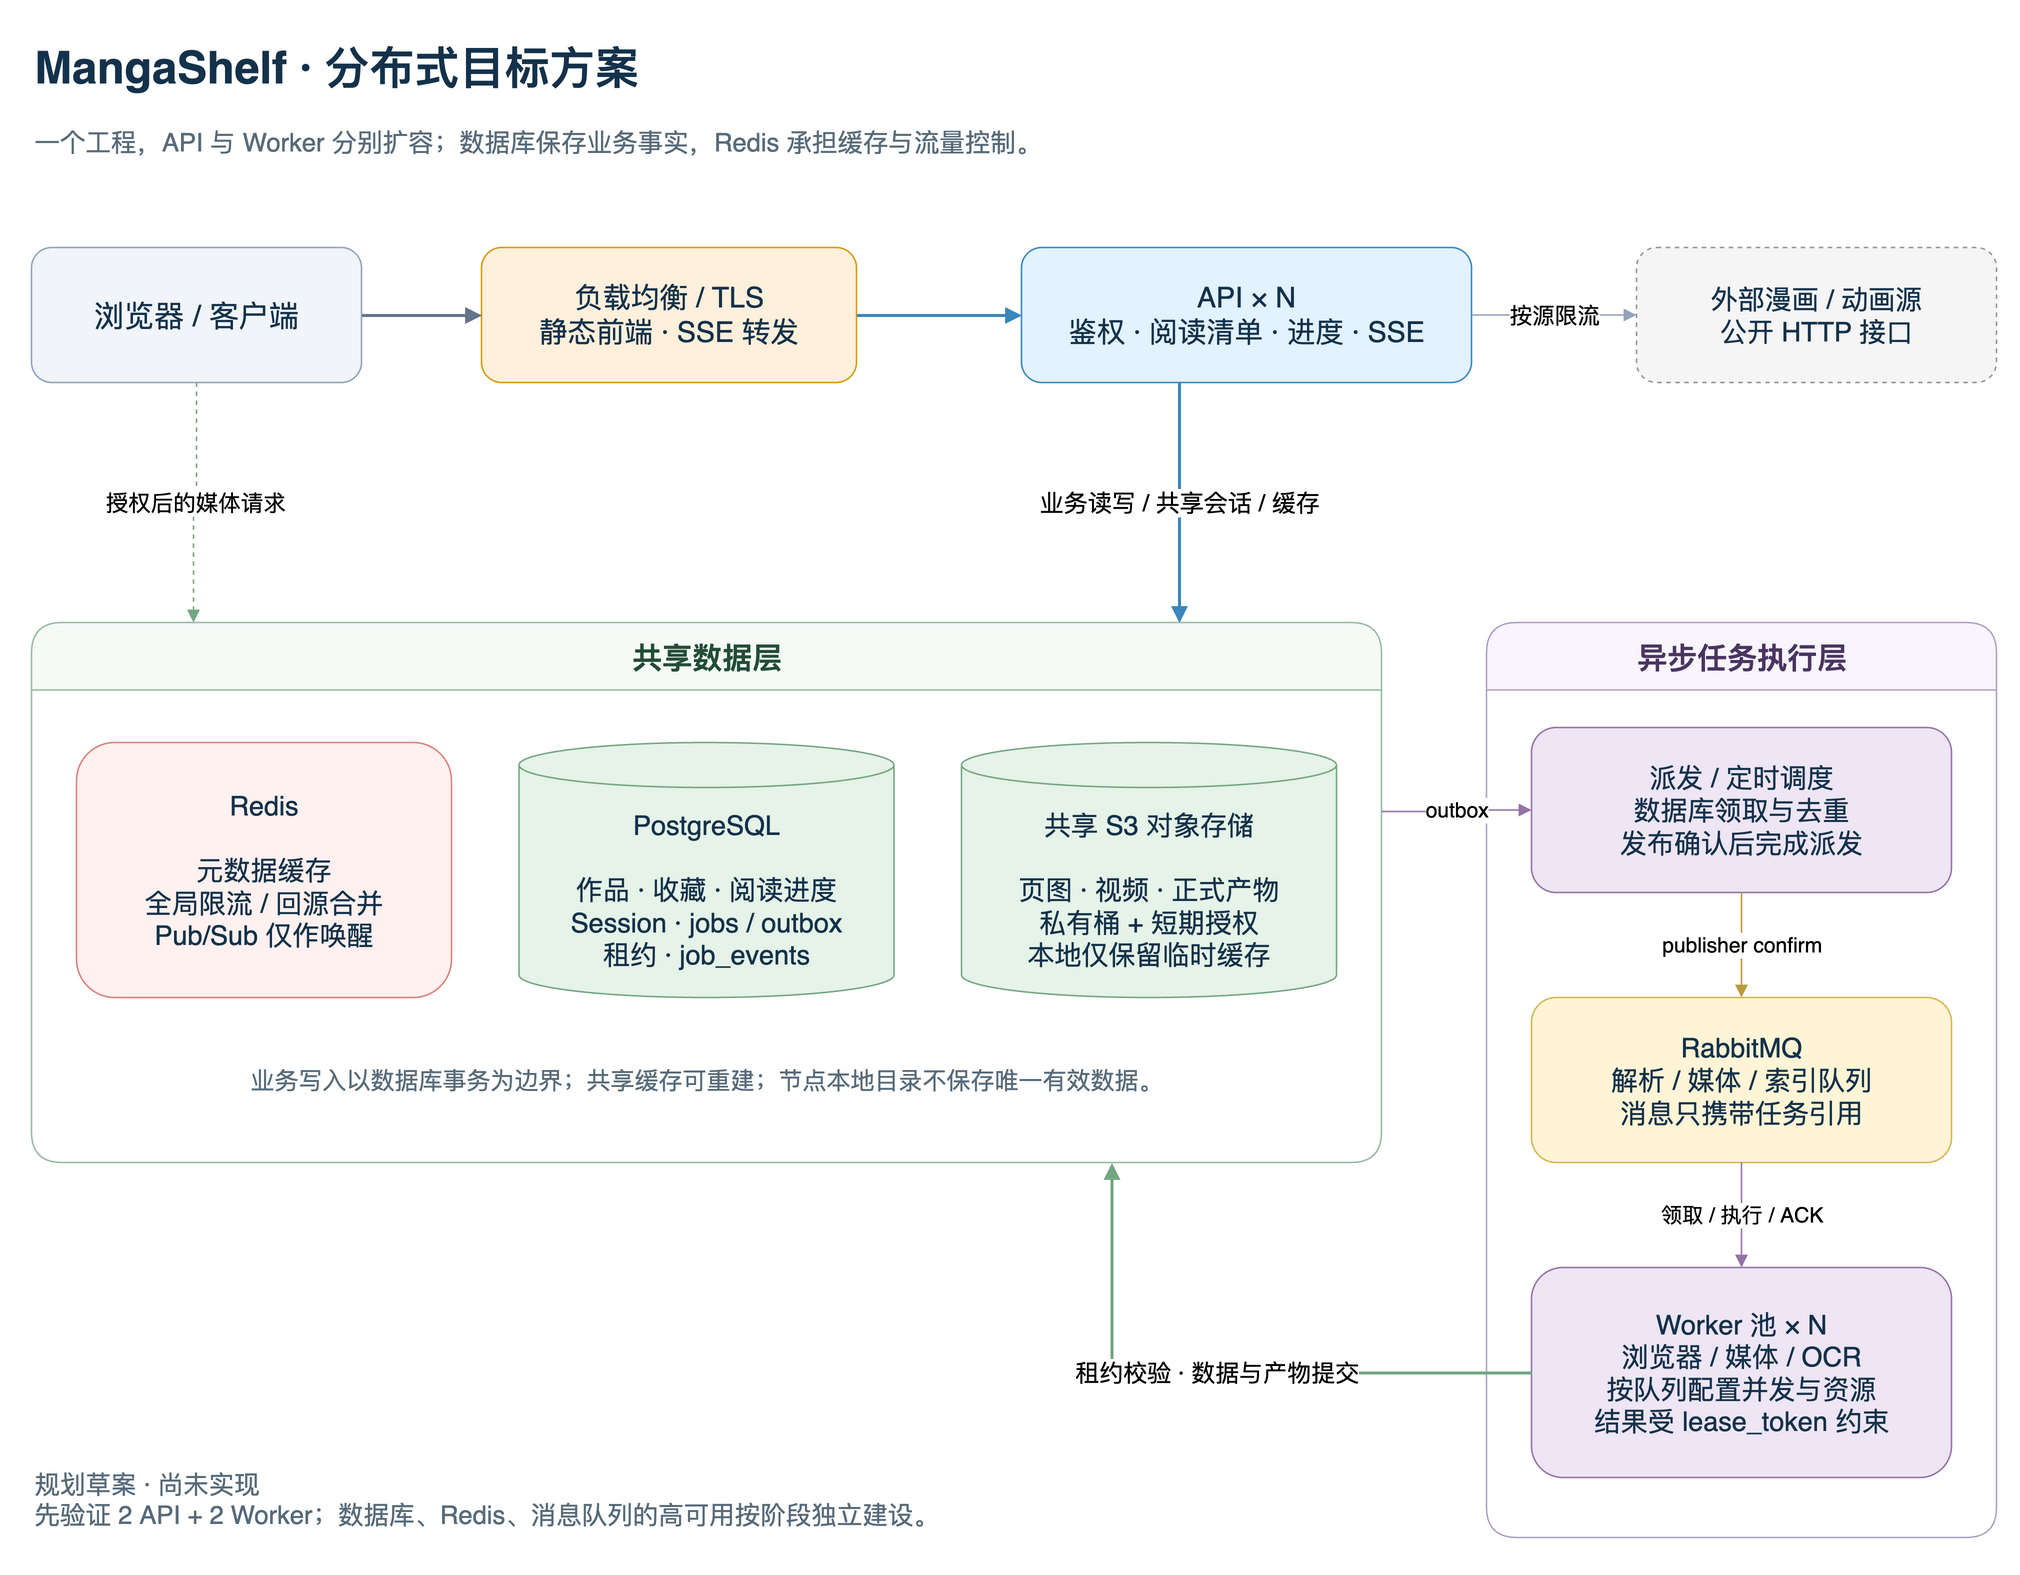 MangaShelf · 分布式目标方案
一个工程，API 与 Worker 分别扩容；数据库保存业务事实，Redis 承担缓存与流量控制。
浏览器 / 客户端
负载均衡 / TLS
静态前端 · SSE 转发
API × N
鉴权 · 阅读清单 · 进度 · SSE
按源限流
外部漫画 / 动画源
公开 HTTP 接口
授权后的媒体请求
业务读写 / 共享会话 / 缓存
共享数据层
Redis
元数据缓存
全局限流 / 回源合并
Pub/Sub 仅作唤醒
PostgreSQL
作品 · 收藏 · 阅读进度
Session · jobs / outbox
租约 · job_events
共享 S3 对象存储
页图 · 视频 · 正式产物
私有桶 + 短期授权
本地仅保留临时缓存
业务写入以数据库事务为边界；共享缓存可重建；节点本地目录不保存唯一有效数据。
outbox
异步任务执行层
派发 / 定时调度
数据库领取与去重
发布确认后完成派发
publisher confirm
RabbitMQ
解析 / 媒体 / 索引队列
消息只携带任务引用
领取 / 执行 / ACK
Worker 池 × N
浏览器 / 媒体 / OCR
按队列配置并发与资源
结果受 lease_token 约束
租约校验 · 数据与产物提交
规划草案 · 尚未实现
先验证 2 API + 2 Worker；数据库、Redis、消息队列的高可用按阶段独立建设。